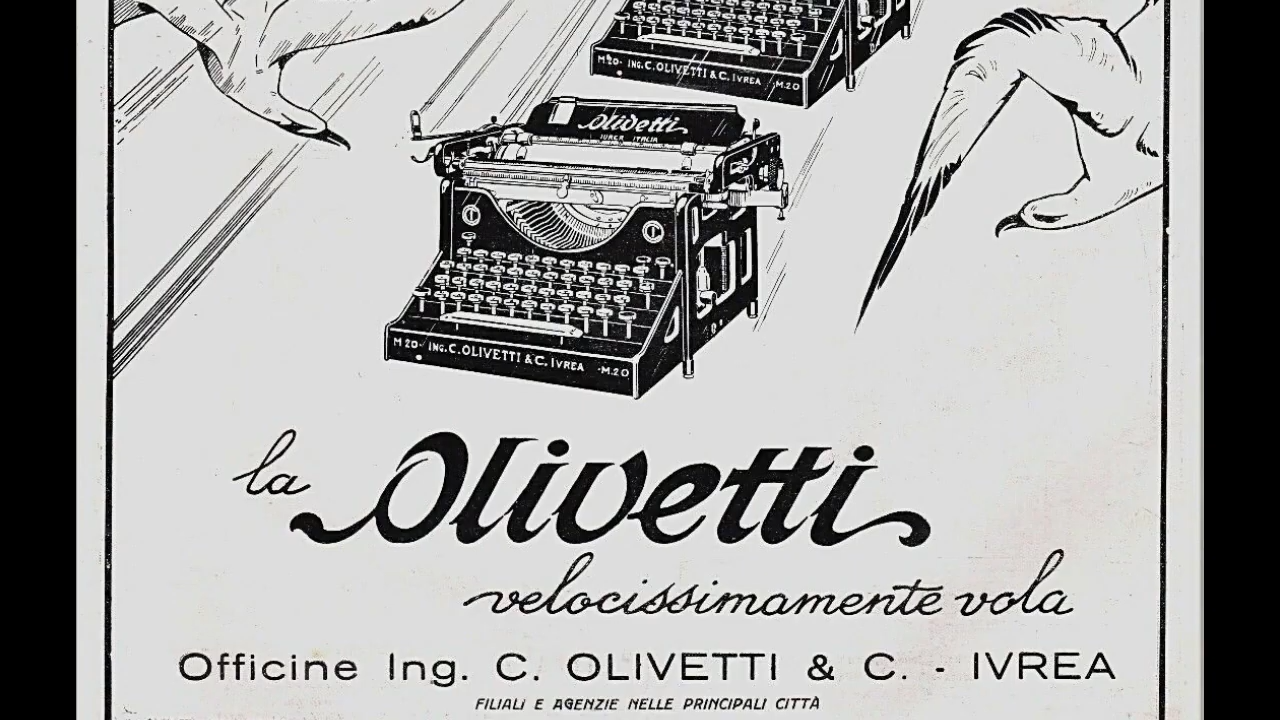 M20- ING. C. OLIVETTI & C. IVREA -M.20
Olivetti
IVREA ITALIA
M 20- ING. C. OLIVETTI & C. IVREA -M.20
la Olivetti
velocissimamente vola
Officine Ing. C. OLIVETTI & C. - IVREA
FILIALI E AGENZIE NELLE PRINCIPALI CITTÀ